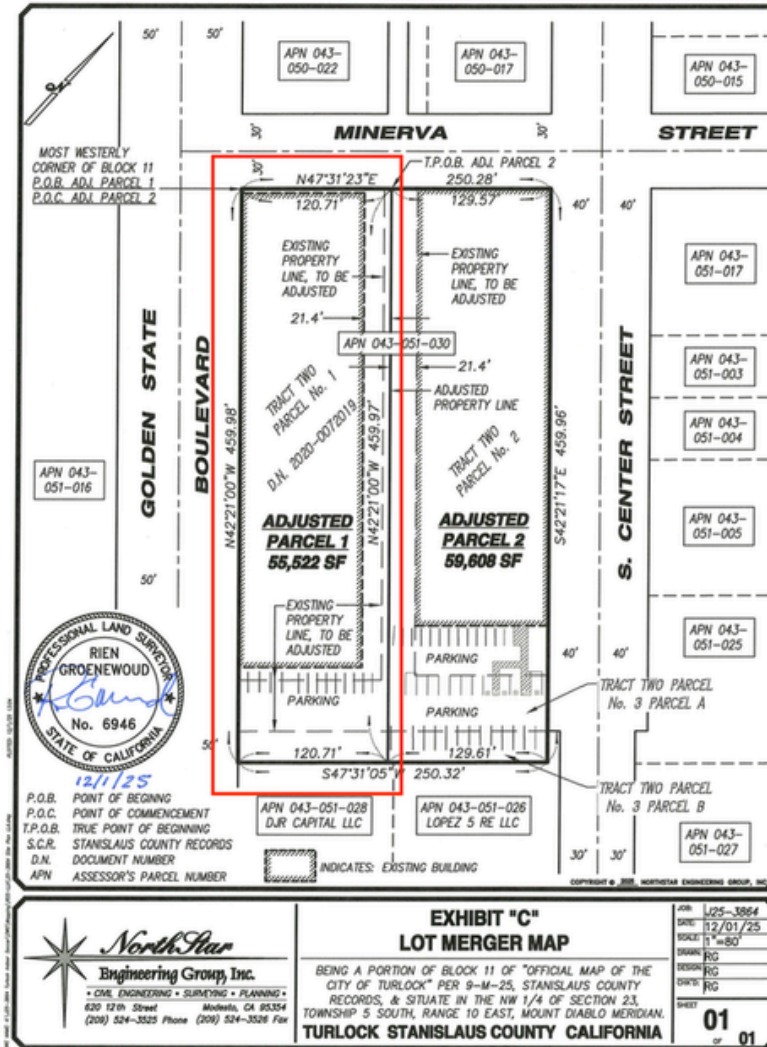 50' 50'
APN 043-
050-022
APN 043-
050-017
APN 043-
050-015
30' MINERVA 30' STREET
MOST WESTERLY
CORNER OF BLOCK 11
P.O.B. ADJ. PARCEL 1
P.O.C. ADJ. PARCEL 2
30'
T.P.O.B. ADJ. PARCEL 2
N47°31'23"E 250.28'
120.71' 129.57'
40' 40'
EXISTING
PROPERTY
LINE, TO BE
ADJUSTED
EXISTING
PROPERTY
LINE, TO BE
ADJUSTED
APN 043-
051-017
21.4'
APN 043-051-030
21.4'
ADJUSTED
PROPERTY LINE
APN 043-
051-003
APN 043-
051-004
TRACT TWO
PARCEL No. 1
D.N. 2020-0072019
TRACT TWO
PARCEL No. 2
GOLDEN STATE
BOULEVARD
N42°21'00"W 459.98'
N42°21'00"W 459.97'
S42°21'17"E 459.96'
S. CENTER STREET
APN 043-
051-016
ADJUSTED
PARCEL 1
55,522 SF
ADJUSTED
PARCEL 2
59,608 SF
APN 043-
051-005
50'
EXISTING
PROPERTY
LINE, TO BE
ADJUSTED
APN 043-
051-025
PARKING
PARKING
PARKING
40' 40'
TRACT TWO PARCEL
No. 3 PARCEL A
PROFESSIONAL LAND SURVEYOR
RIEN
GROENEWOUD
No. 6946
STATE OF CALIFORNIA
12/1/25
50'
120.71' 129.61'
S47°31'05"W 250.32'
TRACT TWO PARCEL
No. 3 PARCEL B
APN 043-051-028
DJR CAPITAL LLC
APN 043-051-026
LOPEZ 5 RE LLC
APN 043-
051-027
30' 30'
P.O.B. POINT OF BEGINNG
P.O.C. POINT OF COMMENCEMENT
T.P.O.B. TRUE POINT OF BEGINNING
S.C.R. STANISLAUS COUNTY RECORDS
D.N. DOCUMENT NUMBER
APN ASSESSOR'S PARCEL NUMBER
INDICATES: EXISTING BUILDING
COPYRIGHT © NORTHSTAR ENGINEERING GROUP, INC.
NorthStar
Engineering Group, Inc.
• CIVIL ENGINEERING • SURVEYING • PLANNING •
620 12th Street Modesto, CA 95354
(209) 524-3525 Phone (209) 524-3526 Fax
EXHIBIT "C"
LOT MERGER MAP
BEING A PORTION OF BLOCK 11 OF "OFFICIAL MAP OF THE
CITY OF TURLOCK" PER 9-M-25, STANISLAUS COUNTY
RECORDS, & SITUATE IN THE NW 1/4 OF SECTION 23,
TOWNSHIP 5 SOUTH, RANGE 10 EAST, MOUNT DIABLO MERIDIAN.
TURLOCK STANISLAUS COUNTY CALIFORNIA
JOB: J25-3864
DATE: 12/01/25
SCALE: 1"=80'
DRAWN: RG
DESIGN: RG
CHK'D: RG
SHEET
01
OF 01